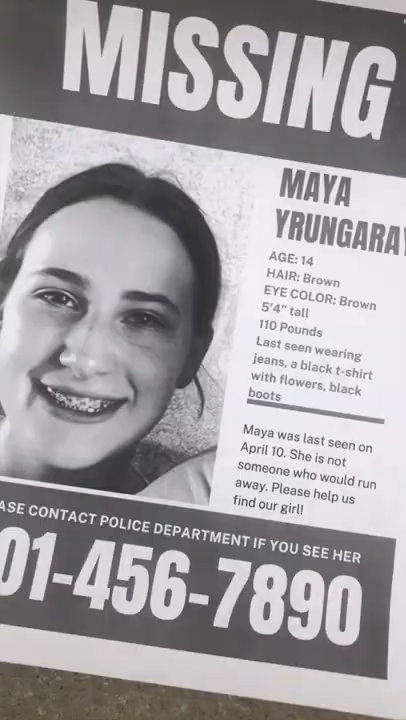 MISSING
MAYA
YRUNGARAY
AGE: 14
HAIR: Brown
EYE COLOR: Brown
5'4" tall
110 Pounds
Last seen wearing
jeans, a black t-shirt
with flowers, black
boots
Maya was last seen on
April 10. She is not
someone who would run
away. Please help us
find our girl!
ASE CONTACT POLICE DEPARTMENT IF YOU SEE HER
01-456-7890